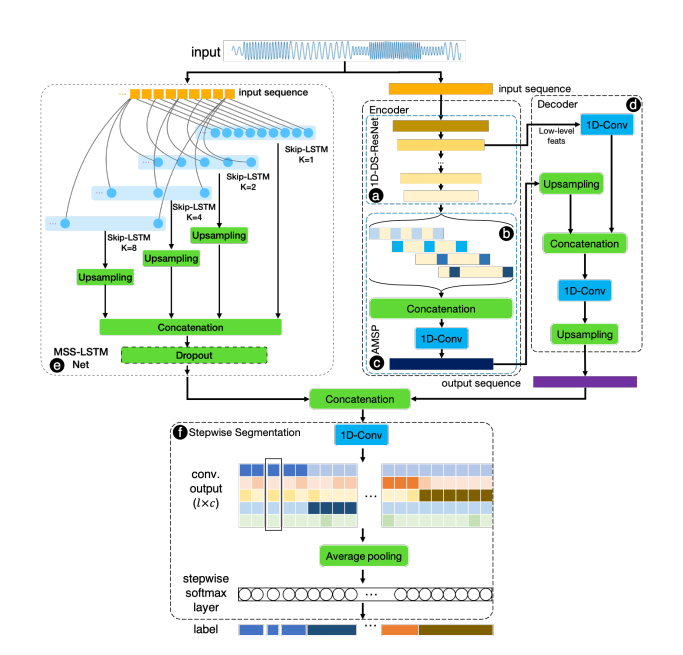 input
... input sequence
Skip-LSTM
K=1
...
Skip-LSTM
K=2
...
Skip-LSTM
K=4
...
Skip-LSTM
K=8
Upsampling
Upsampling
Upsampling
Concatenation
Dropout
MSS-LSTM
Net
e
input sequence
Encoder
1D-DS-ResNet
...
a
b
Concatenation
1D-Conv
AMSP
c
Decoder
d
Low-level
feats
1D-Conv
Upsampling
Concatenation
1D-Conv
Upsampling
output sequence
Concatenation
f Stepwise Segmentation
1D-Conv
conv.
output
(l×c)
...
Average pooling
stepwise
softmax
layer
...
label
...